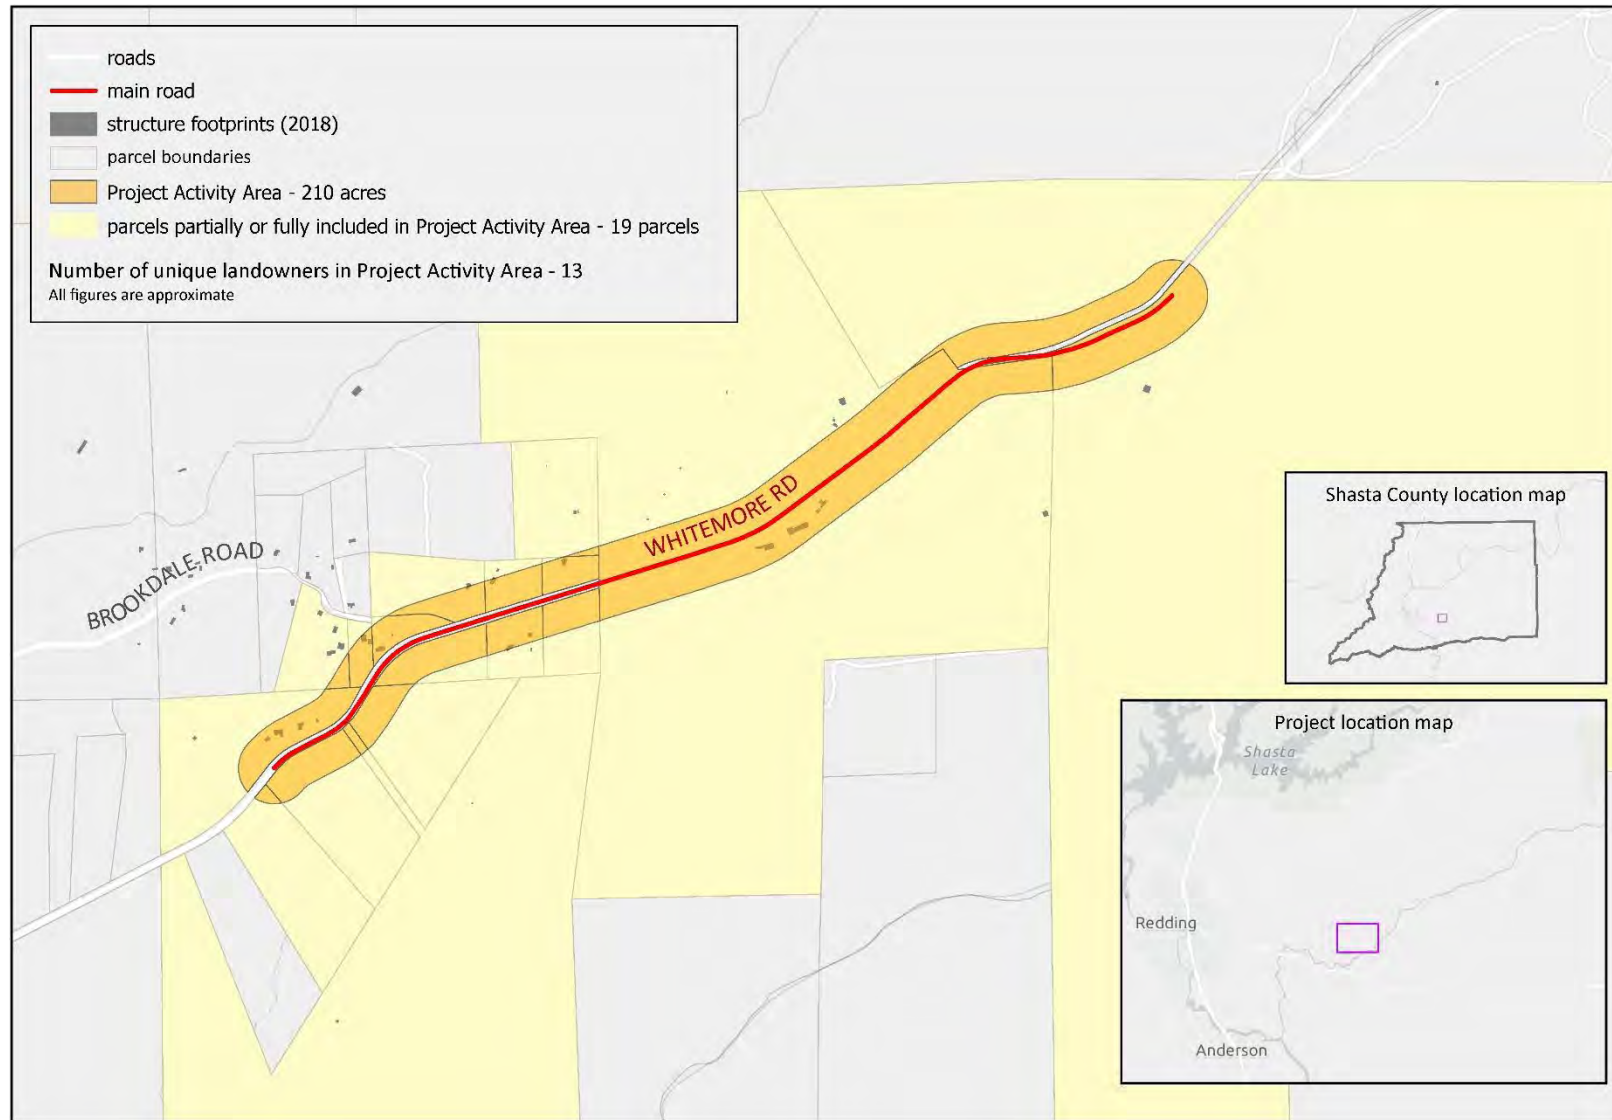 roads
main road
structure footprints (2018)
parcel boundaries
Project Activity Area - 210 acres
parcels partially or fully included in Project Activity Area - 19 parcels
Number of unique landowners in Project Activity Area - 13
All figures are approximate
WHITEMORE RD
BROOKDALE ROAD
Shasta County location map
Project location map
Shasta
Lake
Redding
Anderson